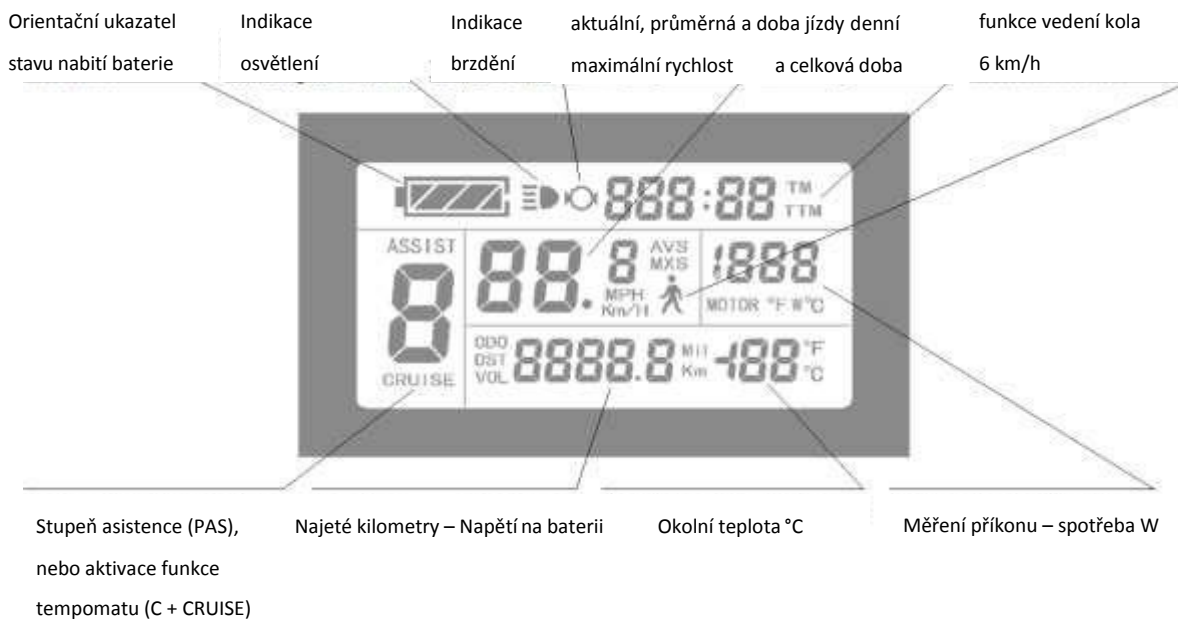 Orientační ukazatel
stavu nabití baterie
Indikace
osvětlení
Indikace
brzdění
aktuální, průměrná a doba jízdy denní
maximální rychlost a celková doba
funkce vedení kola
6 km/h
888:88 TM
TTM
ASSIST
8
CRUISE
88.8 AVS
MXS
MPH
Km/H
1888
MOTOR °F W°C
ODO
DST
VOL
8888.8 Mil
Km
-188 °F
°C
Stupeň asistence (PAS),
nebo aktivace funkce
tempomatu (C + CRUISE)
Najeté kilometry – Napětí na baterii
Okolní teplota °C
Měření příkonu – spotřeba W